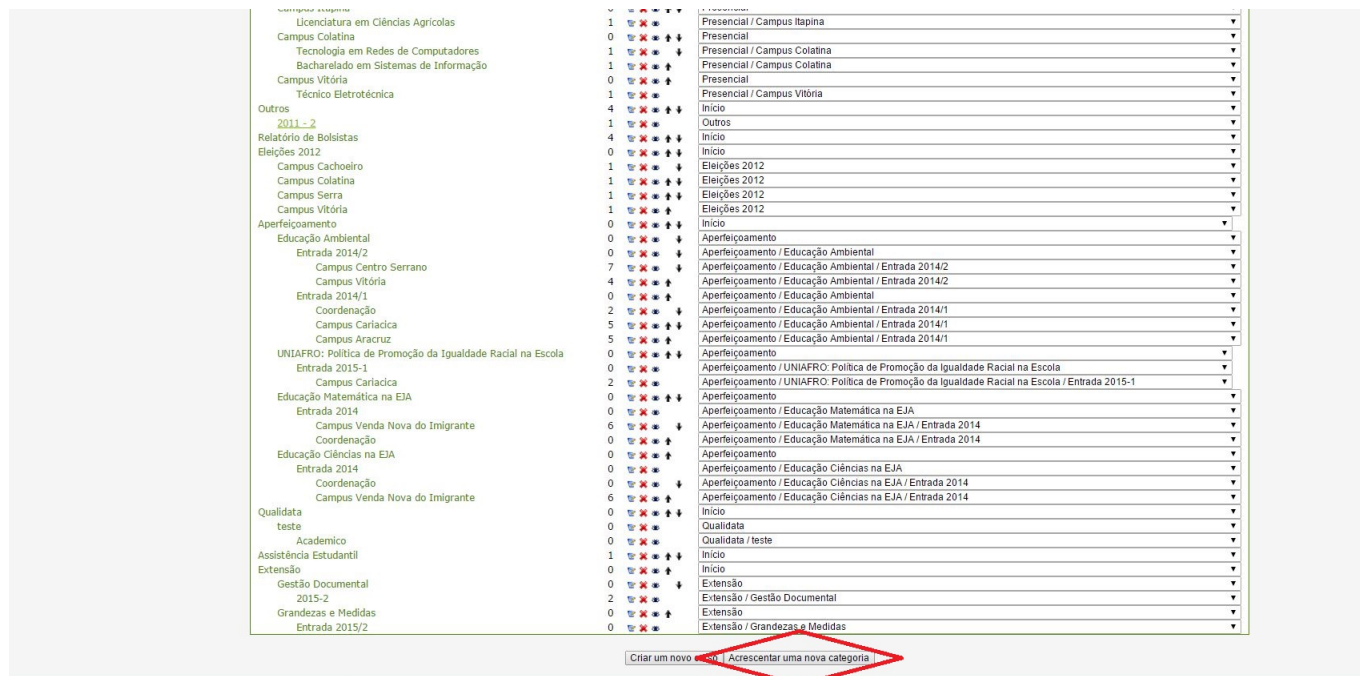 Campus Itapina 0 Presencial
Licenciatura em Ciências Agrícolas 1 Presencial / Campus Itapina
Campus Colatina 0 Presencial
Tecnologia em Redes de Computadores 1 Presencial / Campus Colatina
Bacharelado em Sistemas de Informação 1 Presencial / Campus Colatina
Campus Vitória 0 Presencial
Técnico Eletrotécnica 1 Presencial / Campus Vitória
Outros 4 Início
2011 - 2 1 Outros
Relatório de Bolsistas 4 Início
Eleições 2012 0 Início
Campus Cachoeiro 1 Eleições 2012
Campus Colatina 1 Eleições 2012
Campus Serra 1 Eleições 2012
Campus Vitória 1 Eleições 2012
Aperfeiçoamento 0 Início
Educação Ambiental 0 Aperfeiçoamento
Entrada 2014/2 0 Aperfeiçoamento / Educação Ambiental
Campus Centro Serrano 7 Aperfeiçoamento / Educação Ambiental / Entrada 2014/2
Campus Vitória 4 Aperfeiçoamento / Educação Ambiental / Entrada 2014/2
Entrada 2014/1 0 Aperfeiçoamento / Educação Ambiental
Coordenação 2 Aperfeiçoamento / Educação Ambiental / Entrada 2014/1
Campus Cariacica 5 Aperfeiçoamento / Educação Ambiental / Entrada 2014/1
Campus Aracruz 5 Aperfeiçoamento / Educação Ambiental / Entrada 2014/1
UNIAFRO: Política de Promoção da Igualdade Racial na Escola 0 Aperfeiçoamento
Entrada 2015-1 0 Aperfeiçoamento / UNIAFRO: Política de Promoção da Igualdade Racial na Escola
Campus Cariacica 2 Aperfeiçoamento / UNIAFRO: Política de Promoção da Igualdade Racial na Escola / Entrada 2015-1
Educação Matemática na EJA 0 Aperfeiçoamento
Entrada 2014 0 Aperfeiçoamento / Educação Matemática na EJA
Campus Venda Nova do Imigrante 6 Aperfeiçoamento / Educação Matemática na EJA / Entrada 2014
Coordenação 0 Aperfeiçoamento / Educação Matemática na EJA / Entrada 2014
Educação Ciências na EJA 0 Aperfeiçoamento
Entrada 2014 0 Aperfeiçoamento / Educação Ciências na EJA
Coordenação 0 Aperfeiçoamento / Educação Ciências na EJA / Entrada 2014
Campus Venda Nova do Imigrante 6 Aperfeiçoamento / Educação Ciências na EJA / Entrada 2014
Qualidata 0 Início
teste 0 Qualidata
Academico 0 Qualidata / teste
Assistência Estudantil 1 Início
Extensão 0 Início
Gestão Documental 0 Extensão
2015-2 2 Extensão / Gestão Documental
Grandezas e Medidas 0 Extensão
Entrada 2015/2 0 Extensão / Grandezas e Medidas
Criar um novo curso Acrescentar uma nova categoria